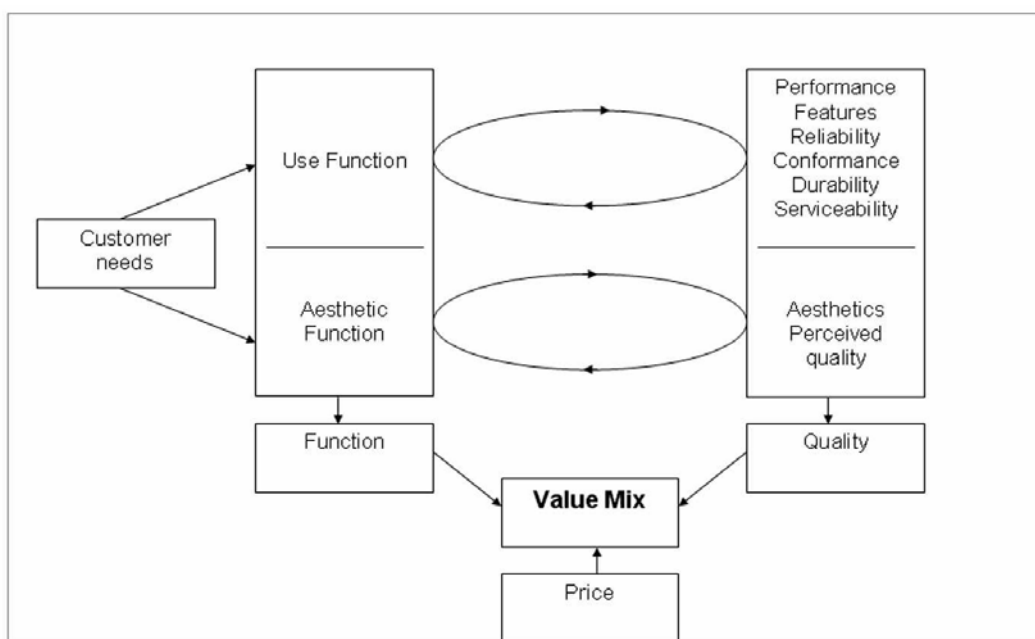 Customer
needs
Use Function
Aesthetic
Function
Performance
Features
Reliability
Conformance
Durability
Serviceability
Aesthetics
Perceived
quality
Function
Quality
Value Mix
Price